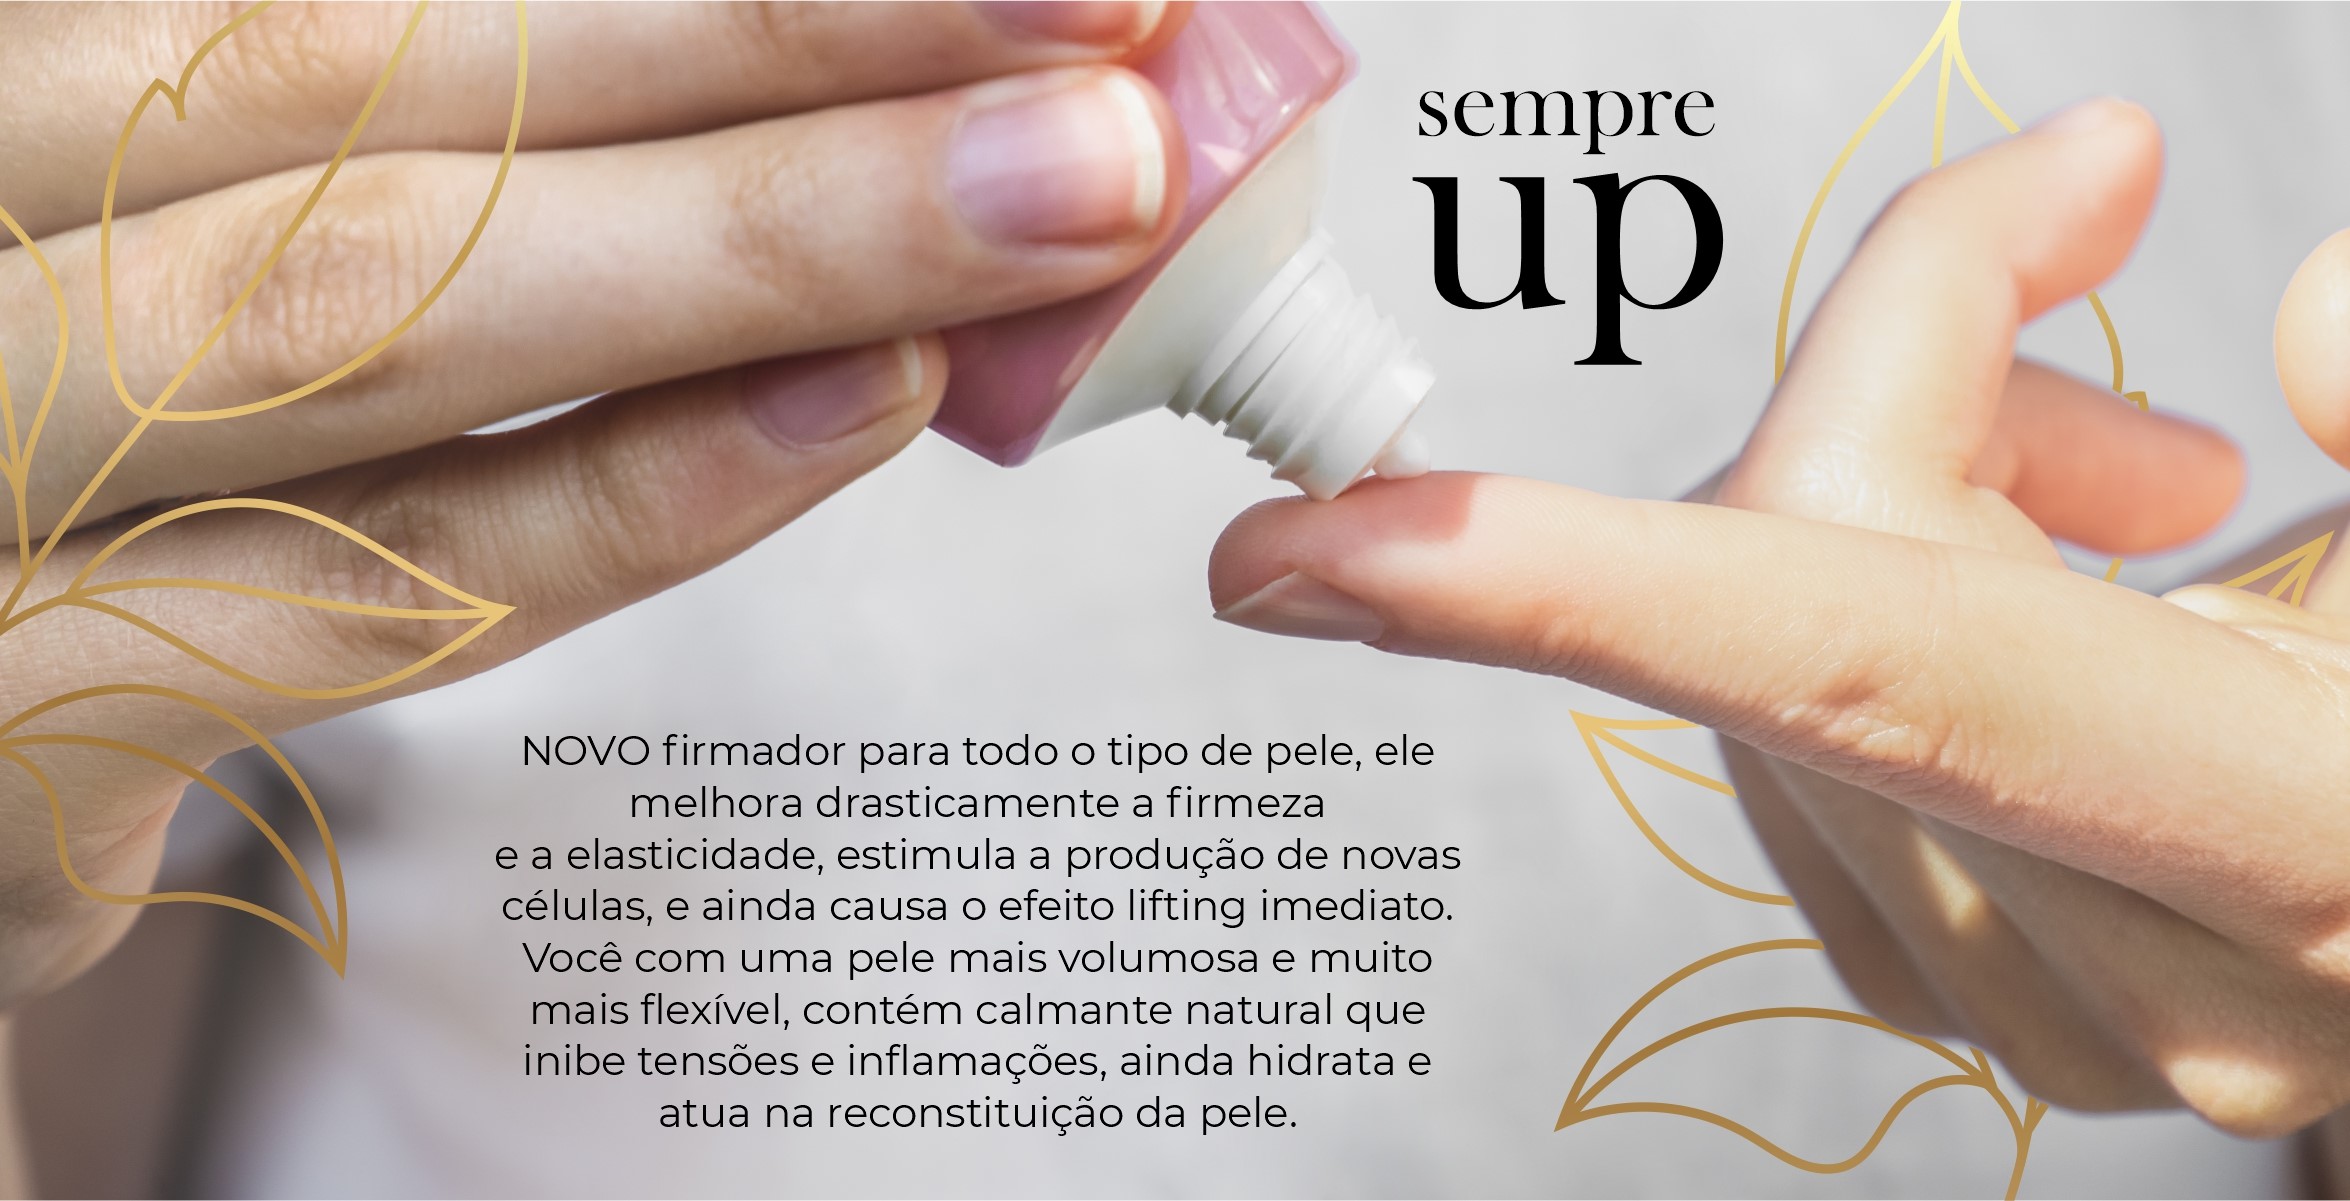 sempre
up
NOVO firmador para todo o tipo de pele, ele
melhora drasticamente a firmeza
e a elasticidade, estimula a produção de novas
células, e ainda causa o efeito lifting imediato.
Você com uma pele mais volumosa e muito
mais flexível, contém calmante natural que
inibe tensões e inflamações, ainda hidrata e
atua na reconstituição da pele.